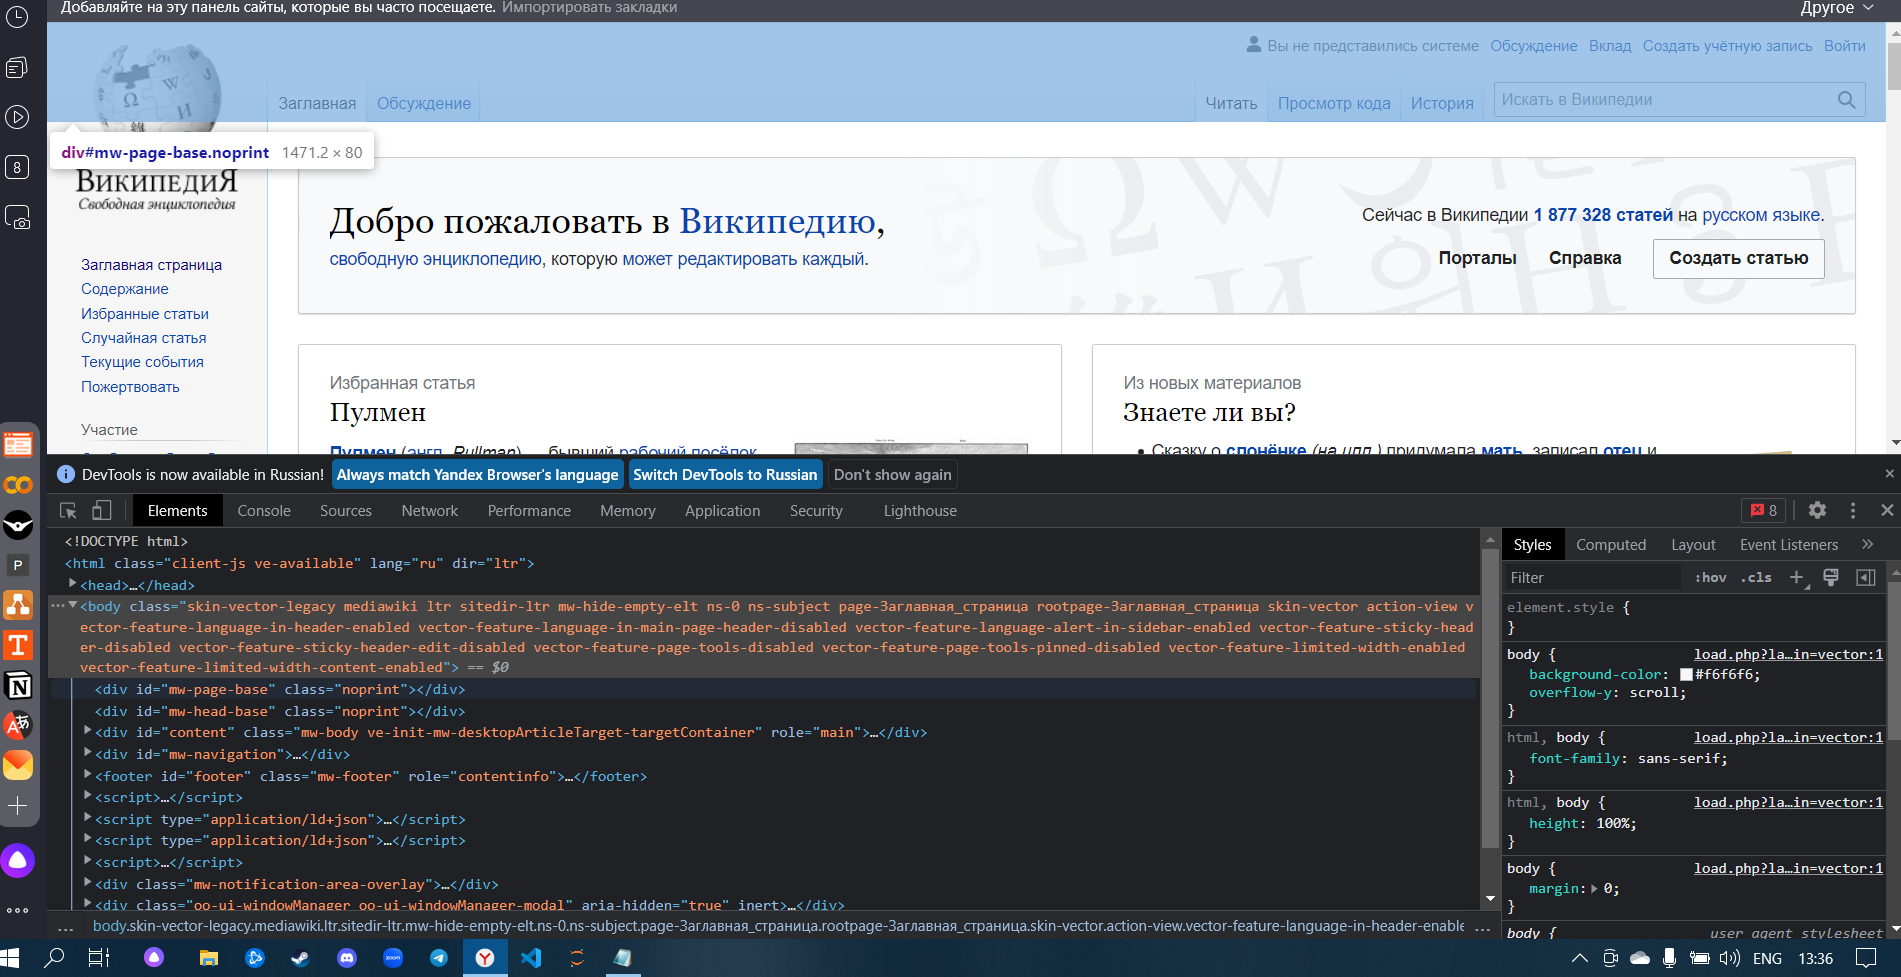 Добавляйте на эту панель сайты, которые вы часто посещаете. Импортировать закладки
Другое
Вы не представились системе Обсуждение Вклад Создать учётную запись Войти
Заглавная Обсуждение
Читать Просмотр кода История
Искать в Википедии
div#mw-page-base.noprint 1471.2 × 80
ВИКИПЕДИЯ
Свободная энциклопедия
8
Заглавная страница
Содержание
Избранные статьи
Случайная статья
Текущие события
Пожертвовать
Участие
Добро пожаловать в Википедию,
свободную энциклопедию, которую может редактировать каждый.
Сейчас в Википедии 1 877 328 статей на русском языке.
Порталы Справка Создать статью
Избранная статья
Пулмен
Пулмен (англ. Pullman) — бывший рабочий посёлок
Из новых материалов
Знаете ли вы?
• Сказку о слонёнке (на илл.) придумала мать, записал отец и
DevTools is now available in Russian! Always match Yandex Browser's language Switch DevTools to Russian Don't show again
Elements Console Sources Network Performance Memory Application Security Lighthouse 8
<!DOCTYPE html>
<html class="client-js ve-available" lang="ru" dir="ltr">
<head>…</head>
<body class="skin-vector-legacy mediawiki ltr sitedir-ltr mw-hide-empty-elt ns-0 ns-subject page-Заглавная_страница rootpage-Заглавная_страница skin-vector action-view v
ector-feature-language-in-header-enabled vector-feature-language-in-main-page-header-disabled vector-feature-language-alert-in-sidebar-enabled vector-feature-sticky-head
er-disabled vector-feature-sticky-header-edit-disabled vector-feature-page-tools-disabled vector-feature-page-tools-pinned-disabled vector-feature-limited-width-enabled
vector-feature-limited-width-content-enabled"> == $0
<div id="mw-page-base" class="noprint"></div>
<div id="mw-head-base" class="noprint"></div>
<div id="content" class="mw-body ve-init-mw-desktopArticleTarget-targetContainer" role="main">…</div>
<div id="mw-navigation">…</div>
<footer id="footer" class="mw-footer" role="contentinfo">…</footer>
<script>…</script>
<script type="application/ld+json">…</script>
<script type="application/ld+json">…</script>
<script>…</script>
<div class="mw-notification-area-overlay">…</div>
<div class="oo-ui-windowManager oo-ui-windowManager-modal" aria-hidden="true" inert>…</div>
... body.skin-vector-legacy.mediawiki.ltr.sitedir-ltr.mw-hide-empty-elt.ns-0.ns-subject.page-Заглавная_страница.rootpage-Заглавная_страница.skin-vector.action-view.vector-feature-language-in-header-enable ...
Styles Computed Layout Event Listeners »
Filter :hov .cls +
element.style {
}
body { load.php?la…in=vector:1
background-color: #f6f6f6;
overflow-y: scroll;
}
html, body { load.php?la…in=vector:1
font-family: sans-serif;
}
html, body { load.php?la…in=vector:1
height: 100%;
}
body { load.php?la…in=vector:1
margin: 0;
}
body { user agent stylesheet
P
zoom
ENG 13:36